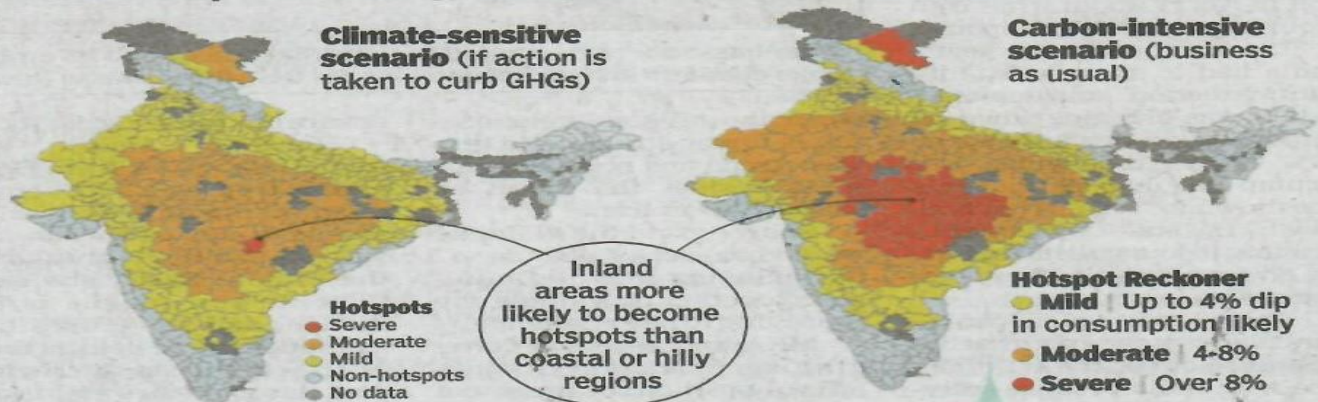 Climate-sensitive
scenario (if action is
taken to curb GHGs)
Carbon-intensive
scenario (business
as usual)
Inland
areas more
likely to become
hotspots than
coastal or hilly
regions
Hotspots
Severe
Moderate
Mild
Non-hotspots
No data
Hotspot Reckoner
Mild | Up to 4% dip
in consumption likely
Moderate | 4-8%
Severe | Over 8%